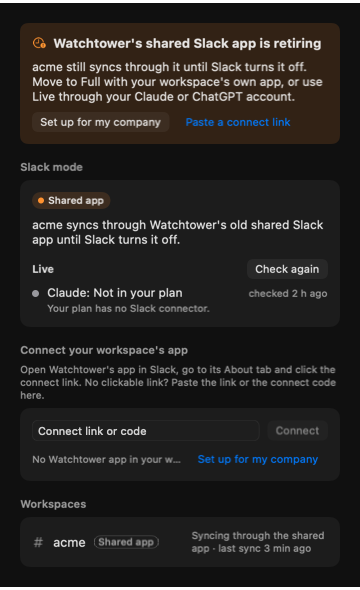 Watchtower's shared Slack app is retiring
acme still syncs through it until Slack turns it off.
Move to Full with your workspace's own app, or use
Live through your Claude or ChatGPT account.
Set up for my company
Paste a connect link
Slack mode
Shared app
acme syncs through Watchtower's old shared Slack
app until Slack turns it off.
Live
Check again
Claude: Not in your plan
checked 2 h ago
Your plan has no Slack connector.
Connect your workspace's app
Open Watchtower's app in Slack, go to its About tab and click the
connect link. No clickable link? Paste the link or the connect code
here.
Connect link or code
Connect
No Watchtower app in your w...
Set up for my company
Workspaces
# acme
Shared app
Syncing through the shared
app · last sync 3 min ago